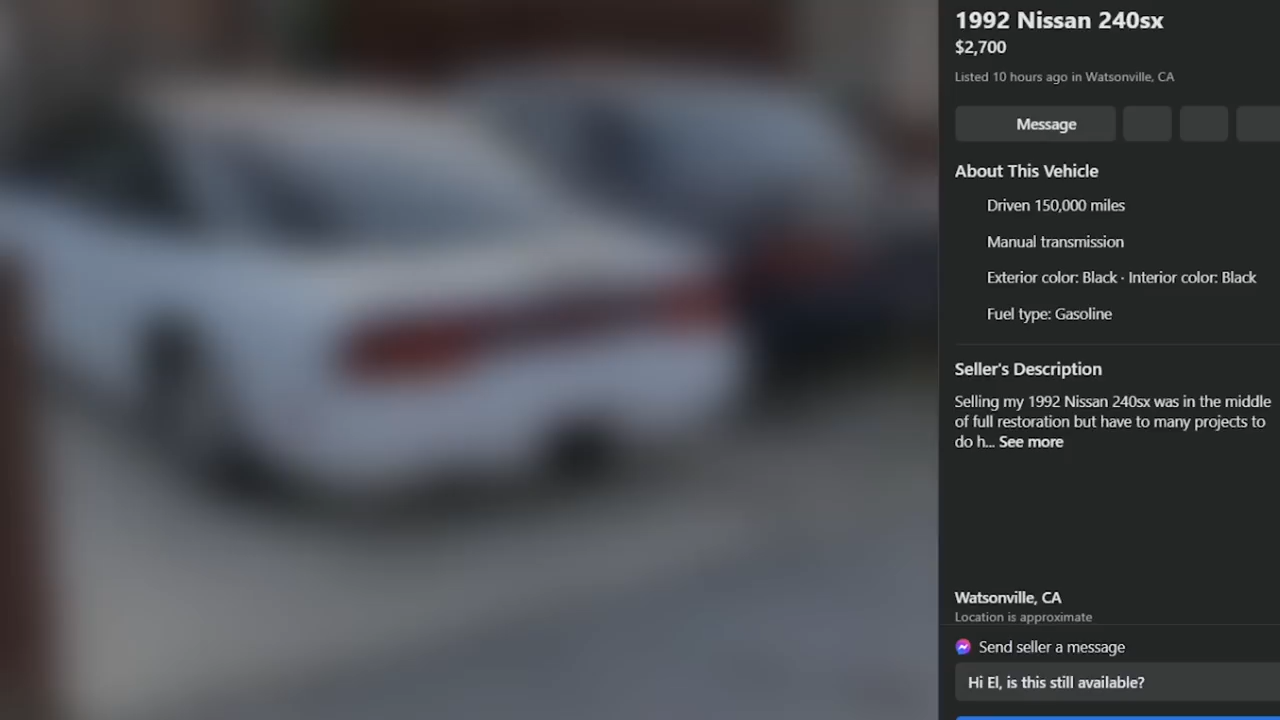 1992 Nissan 240sx
$2,700
Listed 10 hours ago in Watsonville, CA
Message
About This Vehicle
Driven 150,000 miles
Manual transmission
Exterior color: Black · Interior color: Black
Fuel type: Gasoline
Seller's Description
Selling my 1992 Nissan 240sx was in the middle
of full restoration but have to many projects to
do h... See more
Watsonville, CA
Location is approximate
Send seller a message
Hi El, is this still available?